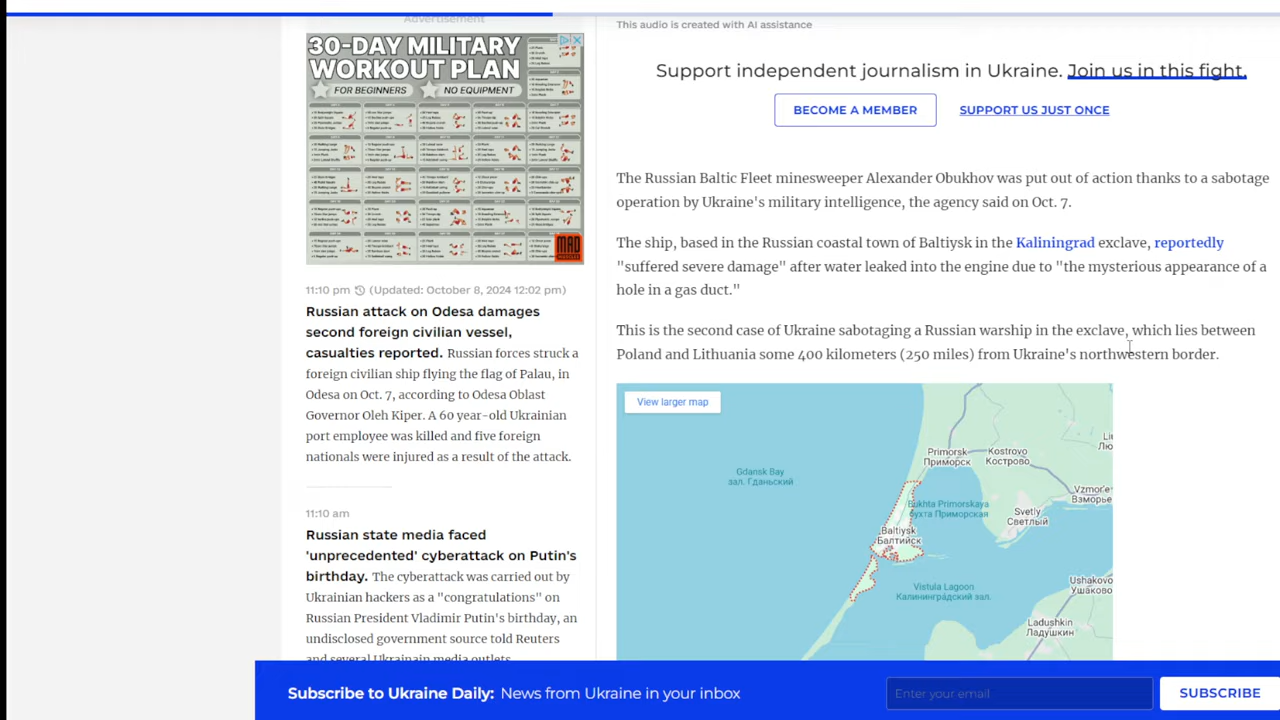 Advertisement
30-DAY MILITARY
WORKOUT PLAN
FOR BEGINNERS
NO EQUIPMENT
MAD
11:10 pm (Updated: October 8, 2024 12:02 pm)
Russian attack on Odesa damages
second foreign civilian vessel,
casualties reported. Russian forces struck a
foreign civilian ship flying the flag of Palau, in
Odesa on Oct. 7, according to Odesa Oblast
Governor Oleh Kiper. A 60 year-old Ukrainian
port employee was killed and five foreign
nationals were injured as a result of the attack.
11:10 am
Russian state media faced
'unprecedented' cyberattack on Putin's
birthday. The cyberattack was carried out by
Ukrainian hackers as a "congratulations" on
Russian President Vladimir Putin's birthday, an
undisclosed government source told Reuters
and several Ukrainain media outlets.
This audio is created with AI assistance
Support independent journalism in Ukraine. Join us in this fight.
BECOME A MEMBER
SUPPORT US JUST ONCE
The Russian Baltic Fleet minesweeper Alexander Obukhov was put out of action thanks to a sabotage
operation by Ukraine's military intelligence, the agency said on Oct. 7.
The ship, based in the Russian coastal town of Baltiysk in the Kaliningrad exclave, reportedly
"suffered severe damage" after water leaked into the engine due to "the mysterious appearance of a
hole in a gas duct."
This is the second case of Ukraine sabotaging a Russian warship in the exclave, which lies between
Poland and Lithuania some 400 kilometers (250 miles) from Ukraine's northwestern border.
View larger map
Primorsk
Приморск
Kostrovo
Кострово
Gdansk Bay
зал. Гданьский
Vzmor'e
Взморье
Bukhta Primorskaya
бухта Приморская
Svetly
Светлый
Baltiysk
Балтийск
Vistula Lagoon
Калининградский зал.
Ushakovo
Ушаково
Ladushkin
Ладушкин
Subscribe to Ukraine Daily: News from Ukraine in your inbox
Enter your email
SUBSCRIBE